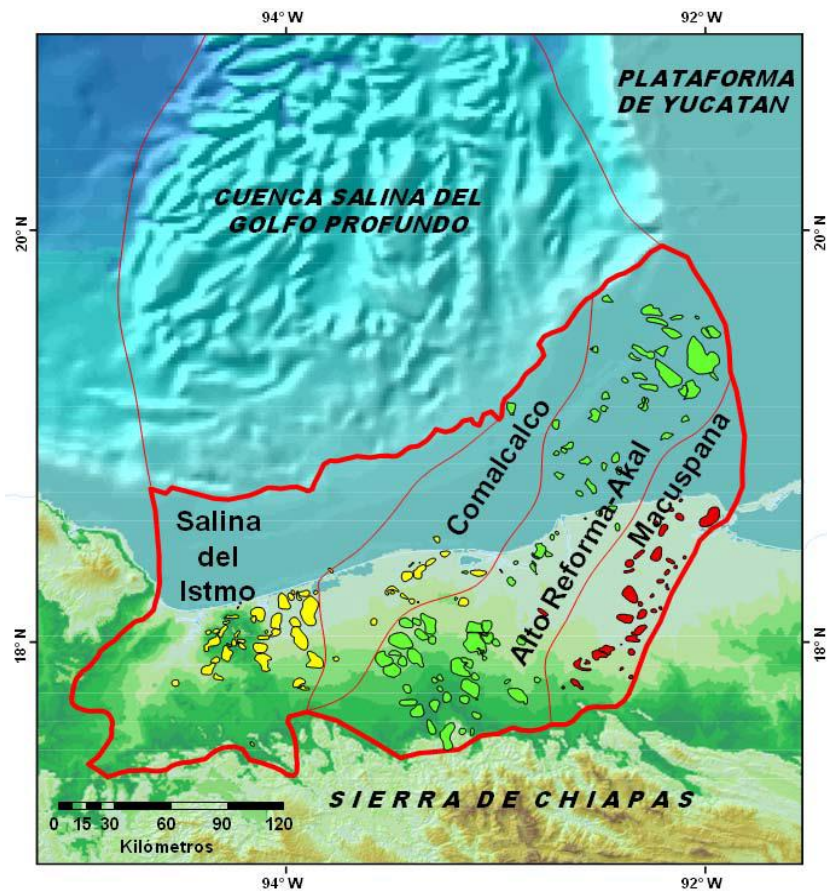 94° W
92° W
PLATAFORMA
DE YUCATAN
CUENCA SALINA DEL
GOLFO PROFUNDO
20° N
20° N
Comalcalco
Alto Reforma-Akal
Macuspana
Salina
del
Istmo
18° N
18° N
SIERRA DE CHIAPAS
0 15 30 60 90 120
Kilómetros
94° W
92° W